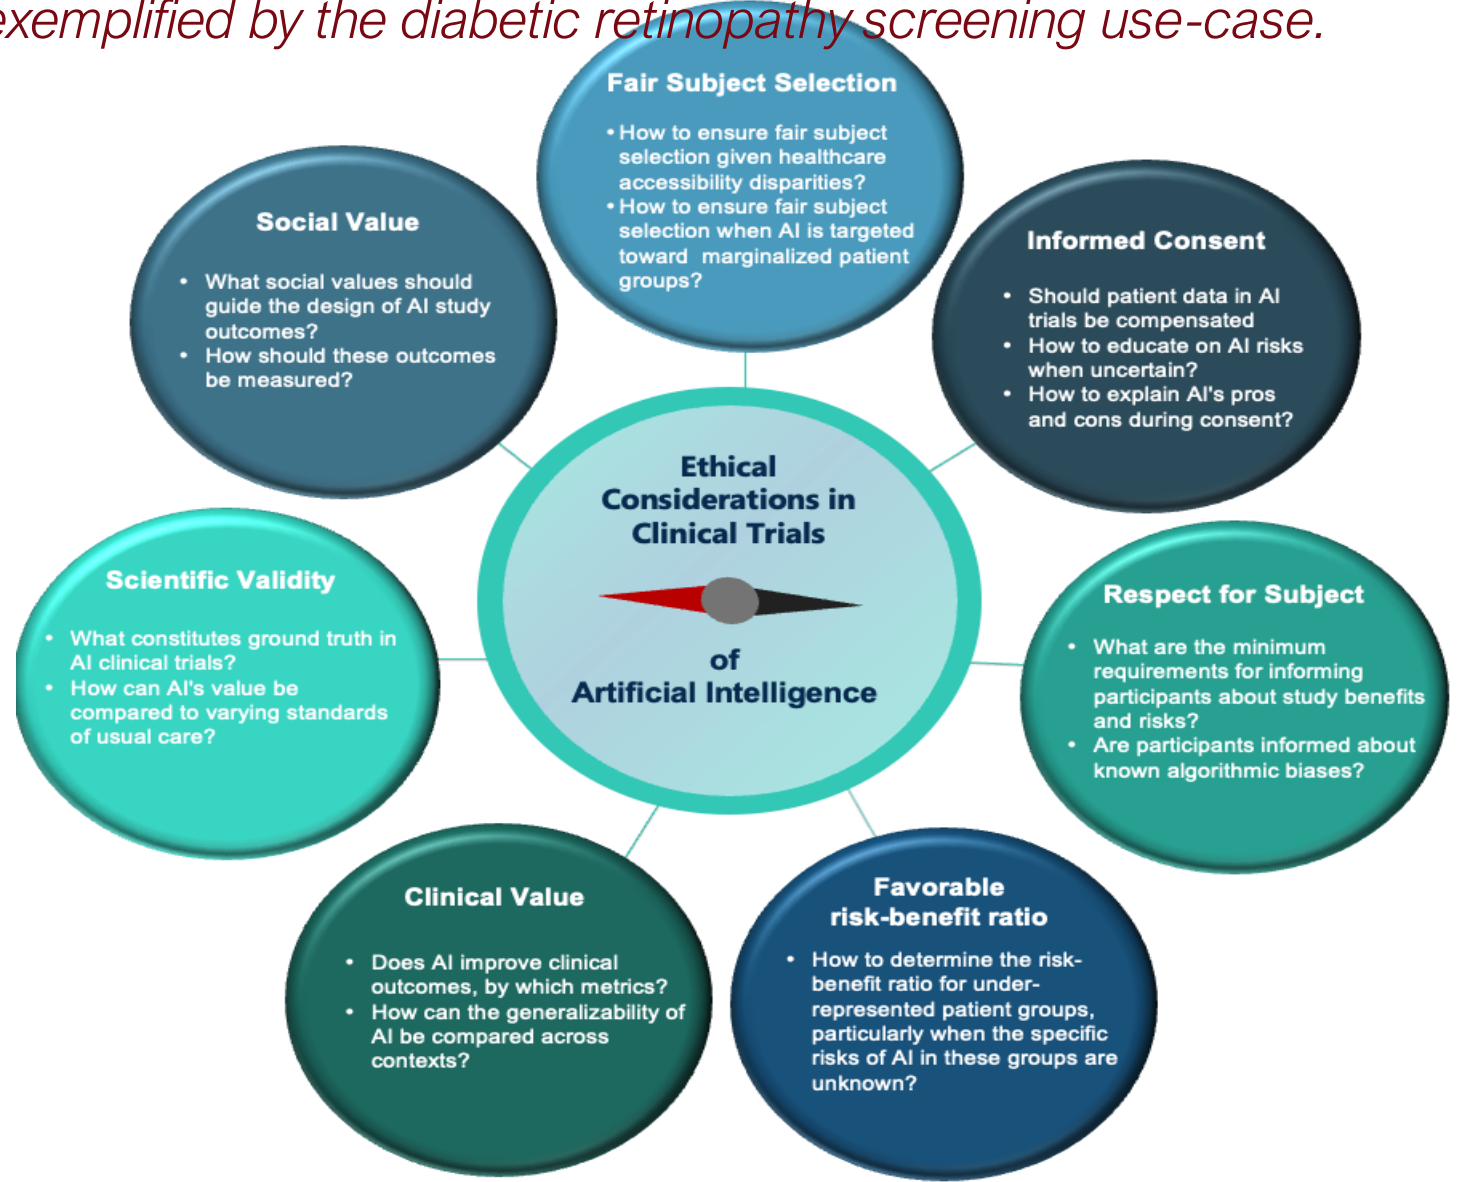 exemplified by the diabetic retinopathy screening use-case.
Fair Subject Selection
• How to ensure fair subject
selection given healthcare
accessibility disparities?
• How to ensure fair subject
selection when AI is targeted
toward marginalized patient
groups?
Social Value
• What social values should
guide the design of AI study
outcomes?
• How should these outcomes
be measured?
Informed Consent
• Should patient data in AI
trials be compensated
• How to educate on AI risks
when uncertain?
• How to explain AI's pros
and cons during consent?
Ethical
Considerations in
Clinical Trials
of
Artificial Intelligence
Scientific Validity
• What constitutes ground truth in
AI clinical trials?
• How can AI's value be
compared to varying standards
of usual care?
Respect for Subject
• What are the minimum
requirements for informing
participants about study benefits
and risks?
• Are participants informed about
known algorithmic biases?
Clinical Value
• Does AI improve clinical
outcomes, by which metrics?
• How can the generalizability of
AI be compared across
contexts?
Favorable
risk-benefit ratio
• How to determine the risk-
benefit ratio for under-
represented patient groups,
particularly when the specific
risks of AI in these groups are
unknown?